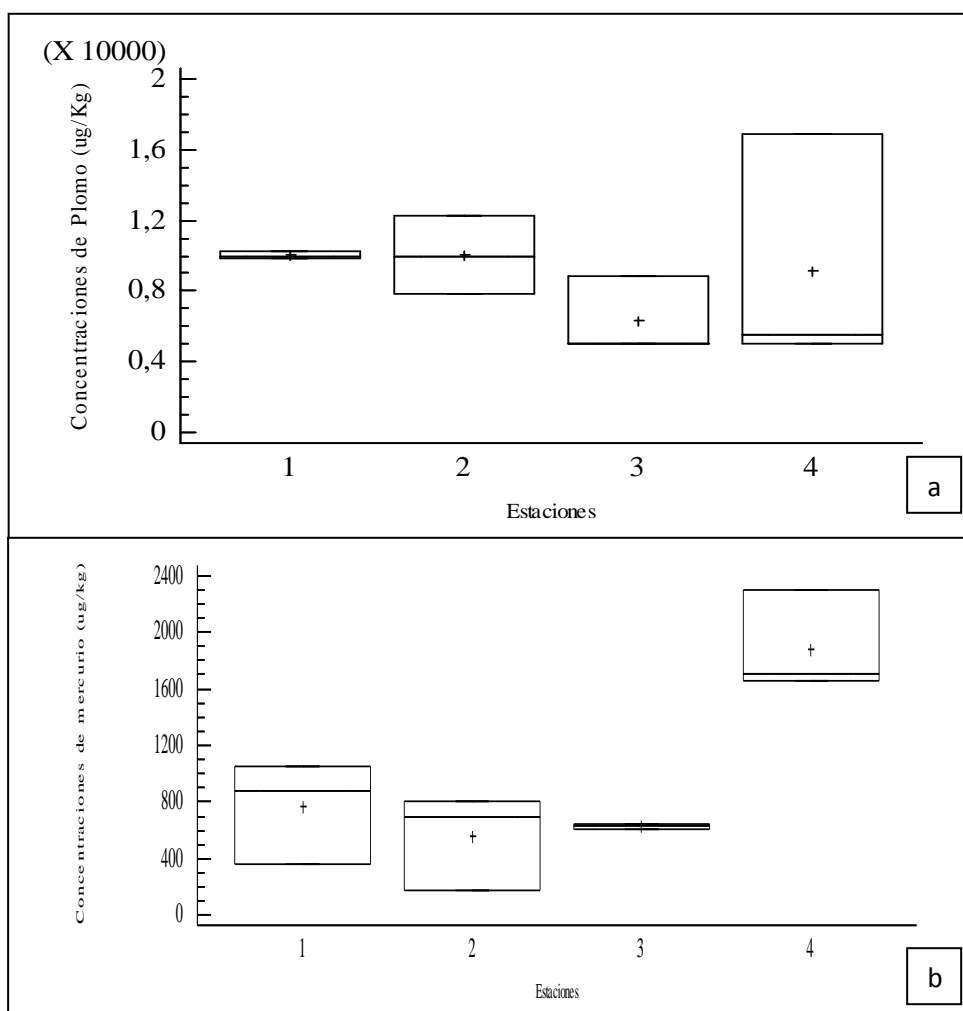 (X 10000)
Concentraciones de Plomo (ug/Kg)
2
1,6
1,2
0,8
0,4
0
1 2 3 4
Estaciones
a
Concentraciones de mercurio (ug/kg)
2400
2000
1600
1200
800
400
0
1 2 3 4
Estaciones
b